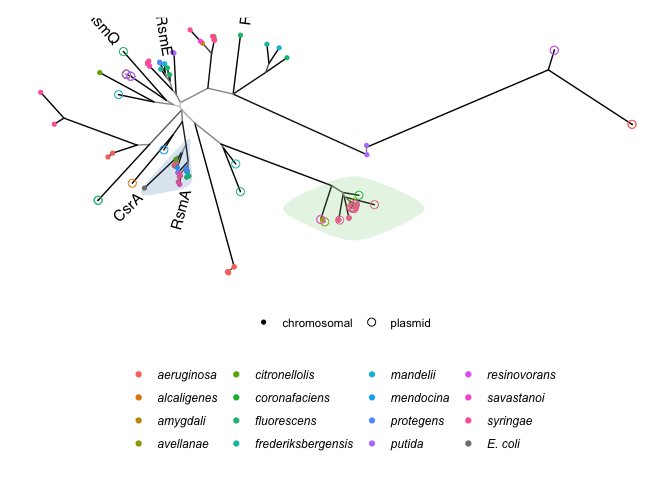 RsmE
CsrA
RsmA
chromosomal plasmid
aeruginosa citronellolis mandelii resinovorans
alcaligenes coronafaciens mendocina savastanoi
amygdali fluorescens protegens syringae
avellanae frederiksbergensis putida E. coli